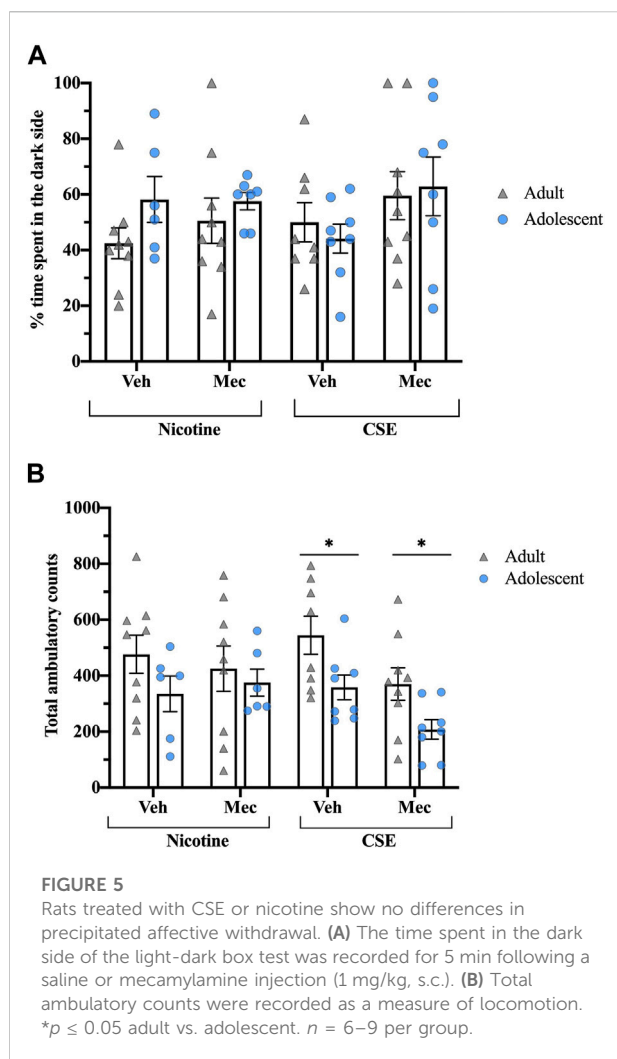 A
% time spent in the dark side
100
80
60
40
20
0
Adult
Adolescent
Veh Mec Veh Mec
Nicotine CSE
B
Total ambulatory counts
1000
800
600
400
200
0
* *
Adult
Adolescent
Veh Mec Veh Mec
Nicotine CSE
FIGURE 5
Rats treated with CSE or nicotine show no differences in
precipitated affective withdrawal. (A) The time spent in the dark
side of the light-dark box test was recorded for 5 min following a
saline or mecamylamine injection (1 mg/kg, s.c.). (B) Total
ambulatory counts were recorded as a measure of locomotion.
*p ≤ 0.05 adult vs. adolescent. n = 6–9 per group.